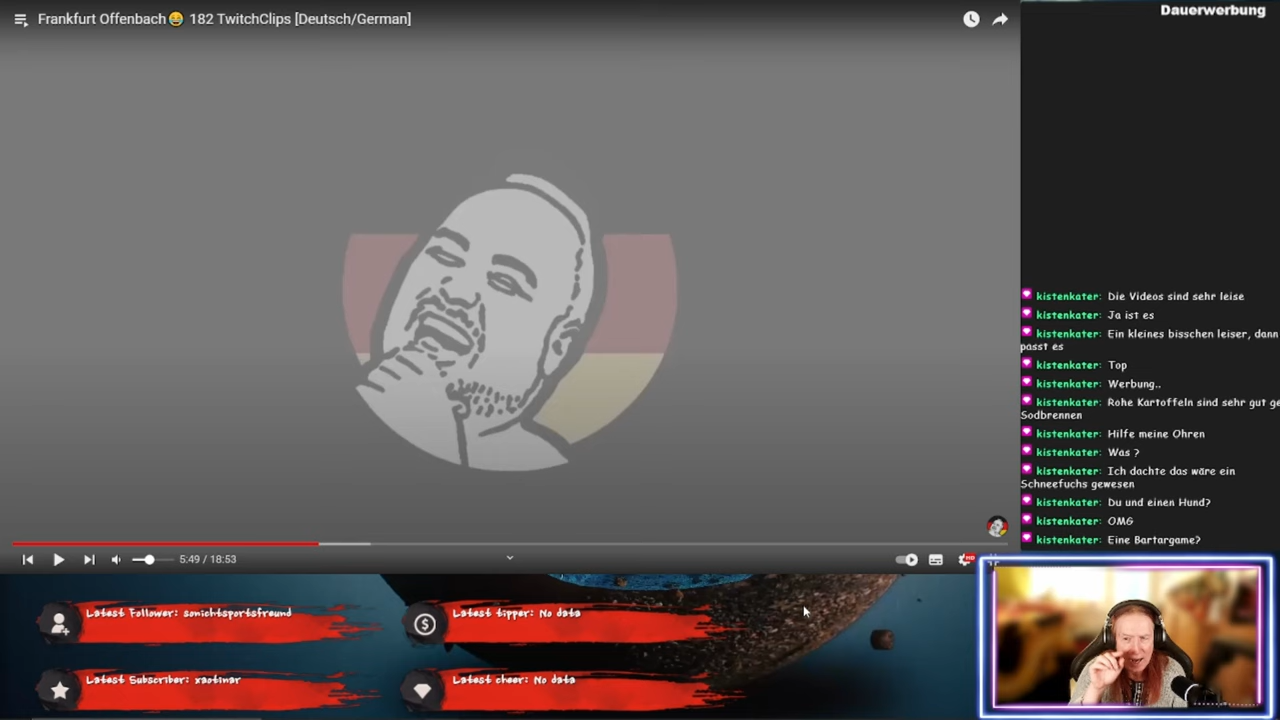 Frankfurt Offenbach😂 182 TwitchClips [Deutsch/German]
Dauerwerbung
kistenkater: Die Videos sind sehr leise
kistenkater: Ja ist es
kistenkater: Ein kleines bisschen leiser, dann
passt es
kistenkater: Top
kistenkater: Werbung..
kistenkater: Rohe Kartoffeln sind sehr gut ge
Sodbrennen
kistenkater: Hilfe meine Ohren
kistenkater: Was ?
kistenkater: Ich dachte das wäre ein
Schneefuchs gewesen
kistenkater: Du und einen Hund?
kistenkater: OMG
kistenkater: Eine Bartargame?
5:49 / 18:53
HD
Latest Follower: sonichtsportsfreund
Latest tipper: No data
Latest Subscriber: xaotinar
Latest cheer: No data